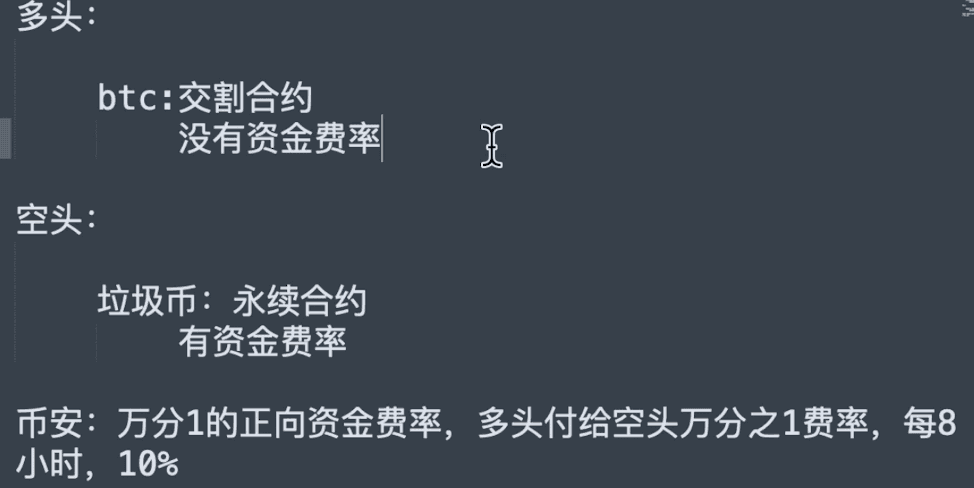 多头：
btc:交割合约
没有资金费率
空头：
垃圾币：永续合约
有资金费率
币安：万分1的正向资金费率，多头付给空头万分之1费率，每8
小时，10%